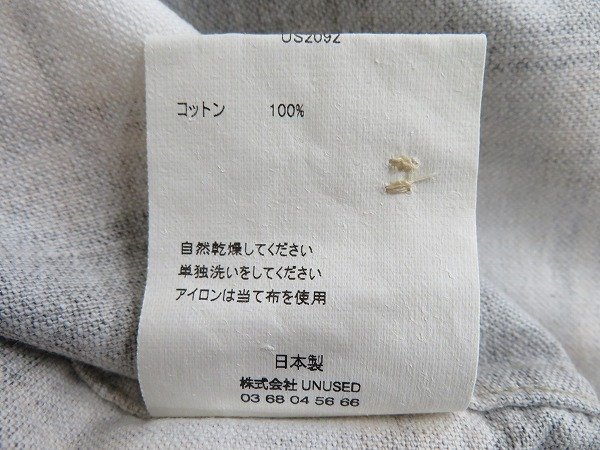 US2092
コットン 100%
自然乾燥してください
単独洗いをしてください
アイロンは当て布を使用
日本製
株式会社 UNUSED
03 68 04 56 66